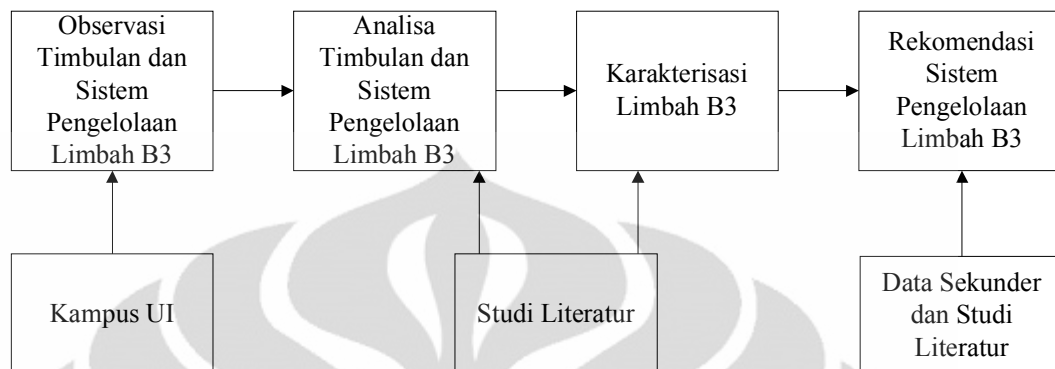 Observasi
Timbulan dan
Sistem
Pengelolaan
Limbah B3
Analisa
Timbulan dan
Sistem
Pengelolaan
Limbah B3
Karakterisasi
Limbah B3
Rekomendasi
Sistem
Pengelolaan
Limbah B3
Kampus UI
Studi Literatur
Data Sekunder
dan Studi
Literatur